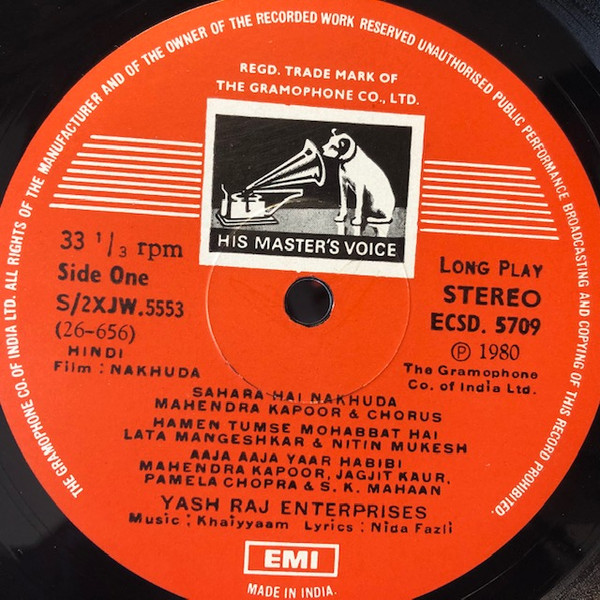 THE GRAMOPHONE CO. OF INDIA LTD. ALL RIGHTS OF THE MANUFACTURER AND OF THE OWNER OF THE RECORDED WORK RESERVED UNAUTHORISED PUBLIC PERFORMANCE BROADCASTING AND COPYING OF THIS RECORD PROHIBITED.
REGD. TRADE MARK OF
THE GRAMOPHONE CO., LTD.
HIS MASTER'S VOICE
33 1/3 rpm
Side One
S/2XJW.5553
(26-656)
HINDI
Film : NAKHUDA
LONG PLAY
STEREO
ECSD. 5709
℗ 1980
The Gramophone
Co. of India Ltd.
SAHARA HAI NAKHUDA
MAHENDRA KAPOOR & CHORUS
HAMEN TUMSE MOHABBAT HAI
LATA MANGESHKAR & NITIN MUKESH
AAJA AAJA YAAR HABIBI
MAHENDRA KAPOOR, JAGJIT KAUR,
PAMELA CHOPRA & S. K. MAHAAN
YASH RAJ ENTERPRISES
Music : Khaiyyaam Lyrics : Nida Fazli
EMI
MADE IN INDIA.